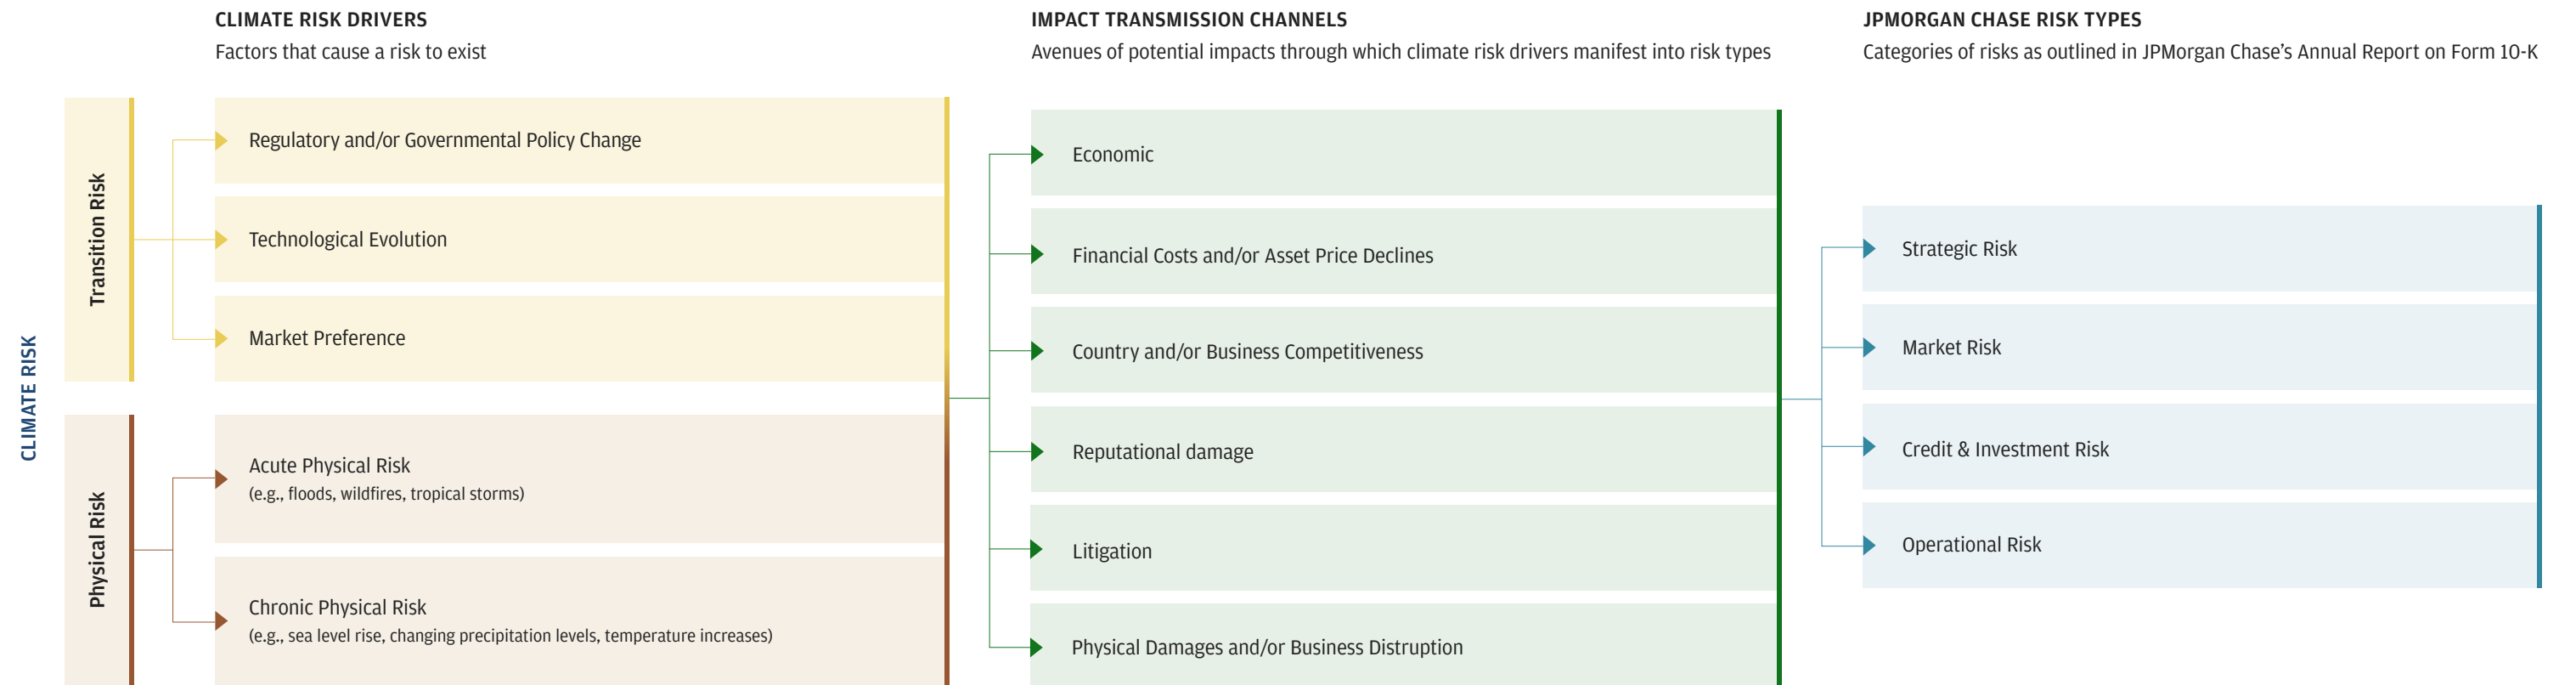 CLIMATE RISK DRIVERS
Factors that cause a risk to exist
IMPACT TRANSMISSION CHANNELS
Avenues of potential impacts through which climate risk drivers manifest into risk types
JPMORGAN CHASE RISK TYPES
Categories of risks as outlined in JPMorgan Chase's Annual Report on Form 10-K
CLIMATE RISK
Transition Risk
Regulatory and/or Governmental Policy Change
Technological Evolution
Market Preference
Physical Risk
Acute Physical Risk
(e.g., floods, wildfires, tropical storms)
Chronic Physical Risk
(e.g., sea level rise, changing precipitation levels, temperature increases)
Economic
Financial Costs and/or Asset Price Declines
Country and/or Business Competitiveness
Reputational damage
Litigation
Physical Damages and/or Business Distruption
Strategic Risk
Market Risk
Credit & Investment Risk
Operational Risk